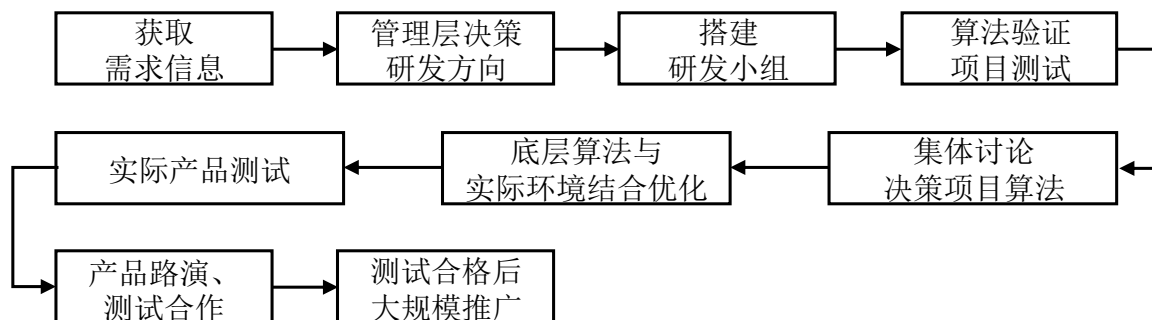 获取
需求信息
管理层决策
研发方向
搭建
研发小组
算法验证
项目测试
集体讨论
决策项目算法
底层算法与
实际环境结合优化
实际产品测试
产品路演、
测试合作
测试合格后
大规模推广